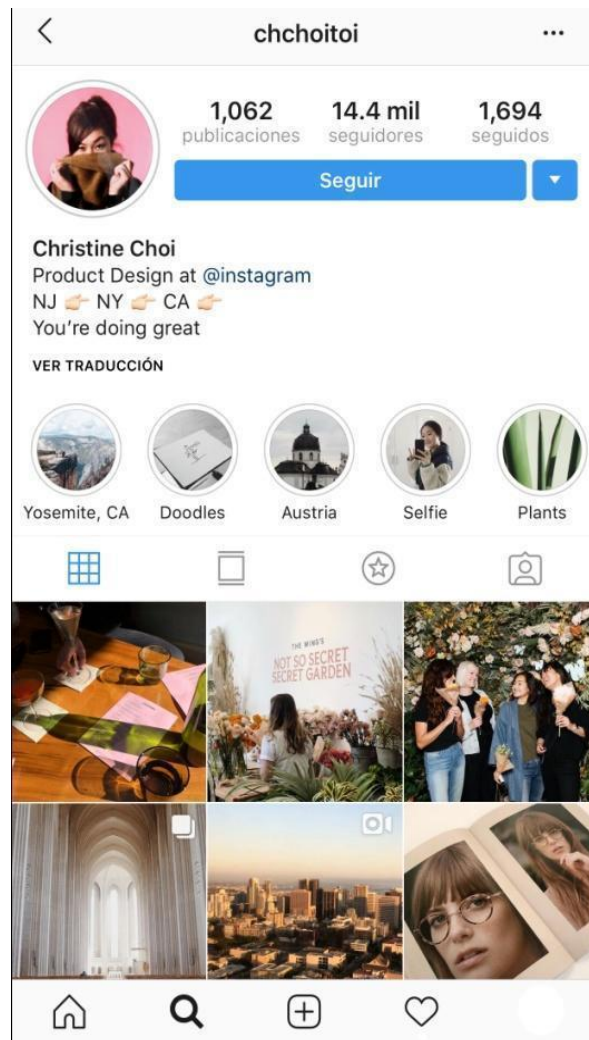 chchoitoi
1,062 14.4 mil 1,694
publicaciones seguidores seguidos
Seguir
Christine Choi
Product Design at @instagram
NJ 👉🏻 NY 👉🏻 CA 👉🏻
You're doing great
VER TRADUCCIÓN
Yosemite, CA Doodles Austria Selfie Plants
THE WING'S
NOT SO SECRET
SECRET GARDEN